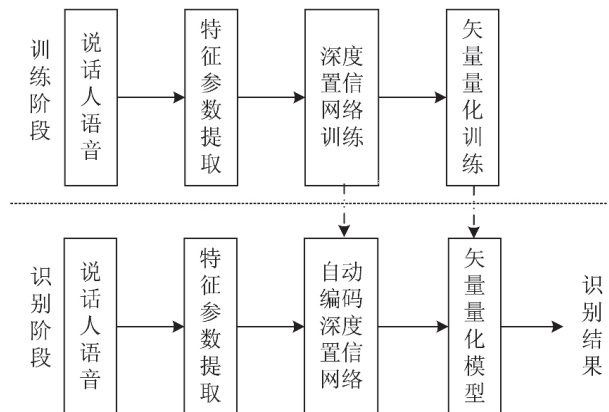 训练阶段
说话人语音
特征参数提取
深度
置信
网络
训练
矢量量化训练
识别阶段
说话人语音
特征参数提取
自动
编码
深度
置信
网络
矢量量化模型
识别结果